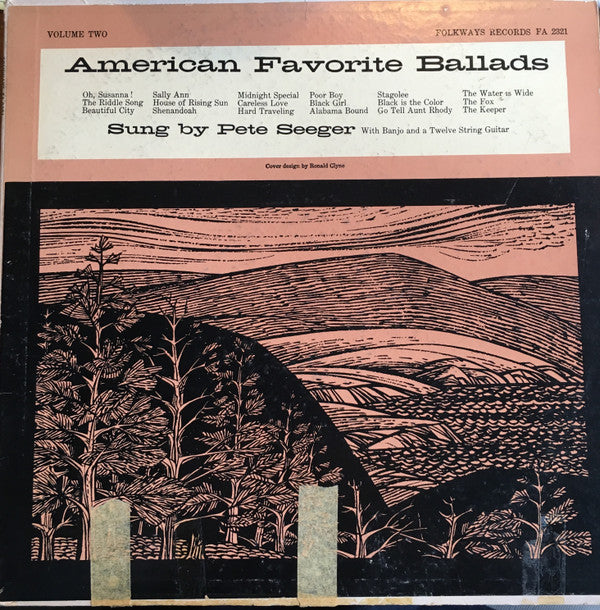 VOLUME TWO FOLKWAYS RECORDS FA 2321
American Favorite Ballads
Oh, Susanna ! Sally Ann Midnight Special Poor Boy Stagolee The Water is Wide
The Riddle Song House of Rising Sun Careless Love Black Girl Black is the Color The Fox
Beautiful City Shenandoah Hard Traveling Alabama Bound Go Tell Aunt Rhody The Keeper
Sung by Pete Seeger With Banjo and a Twelve String Guitar
Cover design by Ronald Clyne